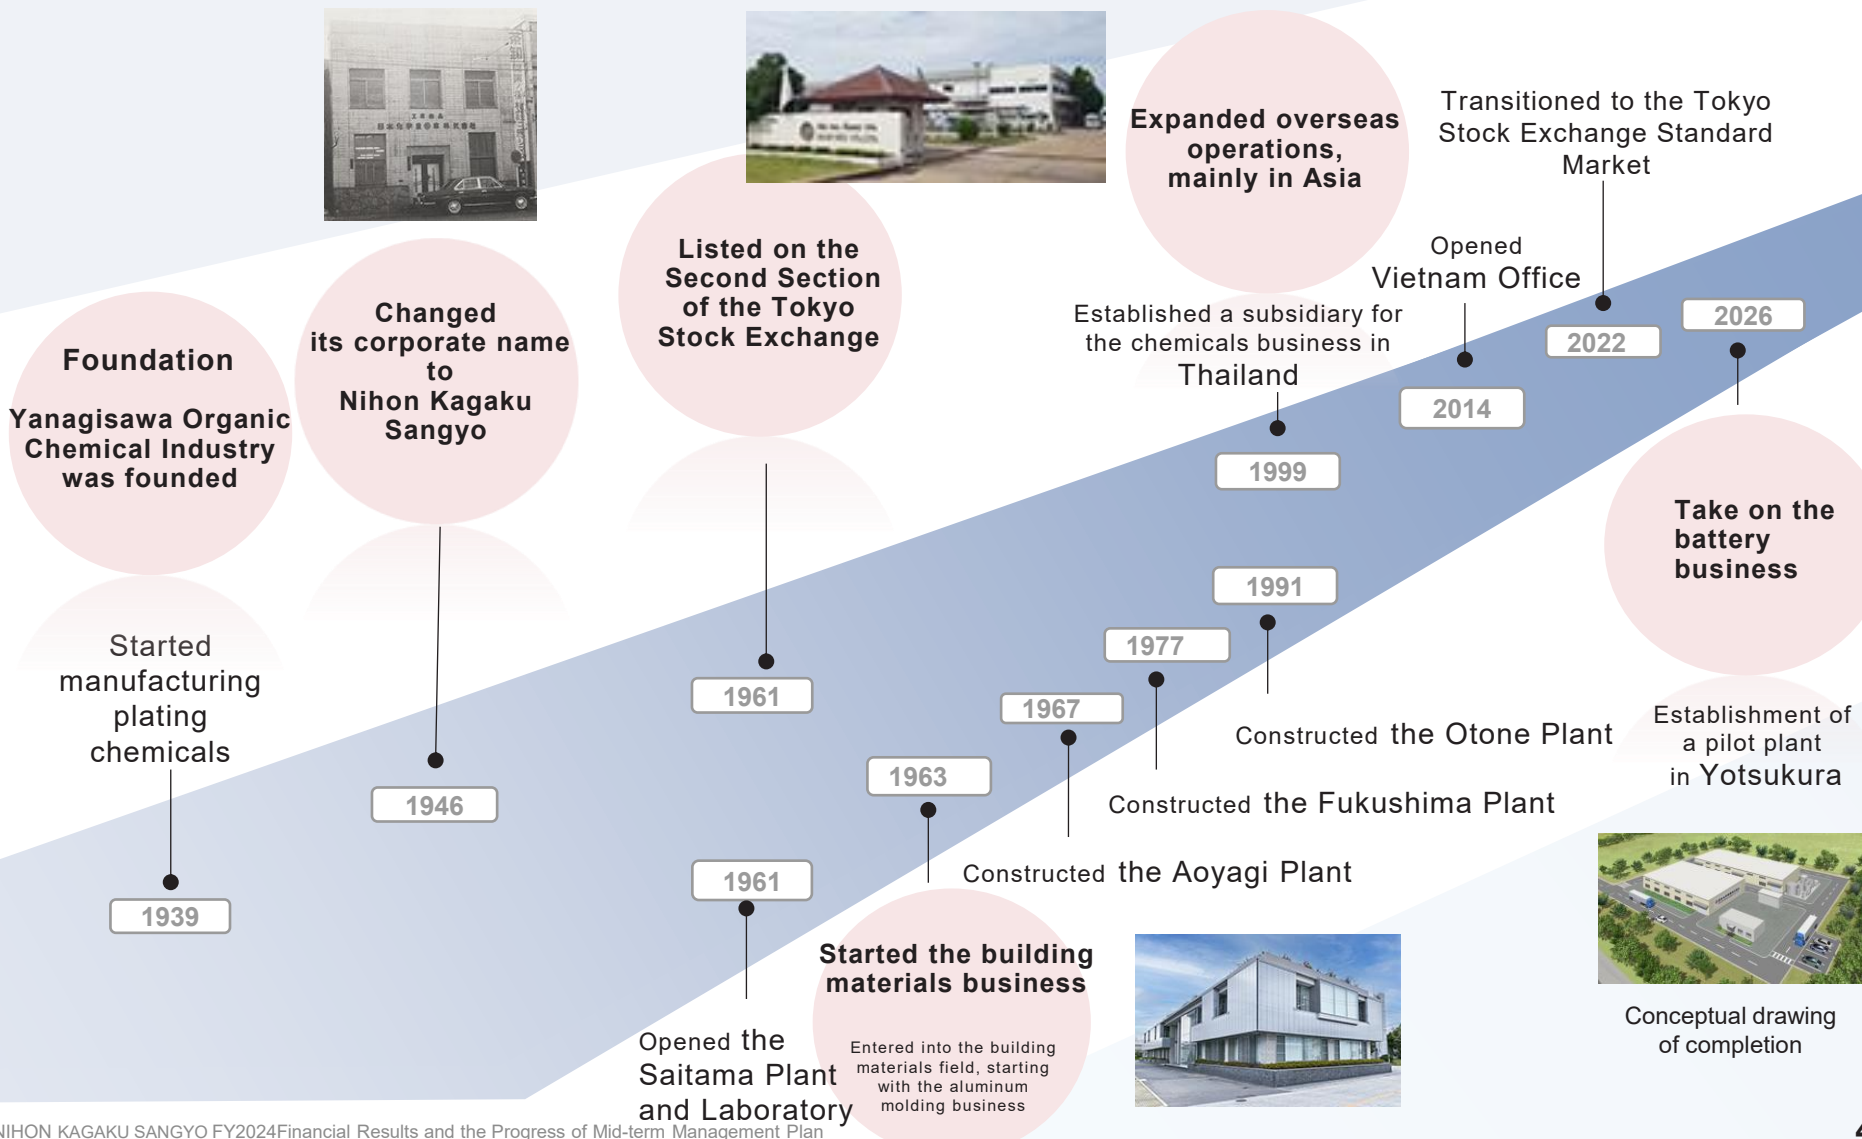 Foundation
Yanagisawa Organic
Chemical Industry
was founded
Started
manufacturing
plating
chemicals
1939
Changed
its corporate name
to
Nihon Kagaku
Sangyo
1946
Listed on the
Second Section
of the Tokyo
Stock Exchange
1961
1961
Opened the
Saitama Plant
and Laboratory
1963
Started the building
materials business
Entered into the building
materials field, starting
with the aluminum
molding business
1967
Constructed the Aoyagi Plant
1977
Constructed the Fukushima Plant
1991
Constructed the Otone Plant
Expanded overseas
operations,
mainly in Asia
Established a subsidiary for
the chemicals business in
Thailand
1999
Opened
Vietnam Office
2014
Transitioned to the Tokyo
Stock Exchange Standard
Market
2022
2026
Take on the
battery
business
Establishment of
a pilot plant
in Yotsukura
Conceptual drawing
of completion
NIHON KAGAKU SANGYO FY2024Financial Results and the Progress of Mid-term Management Plan
4